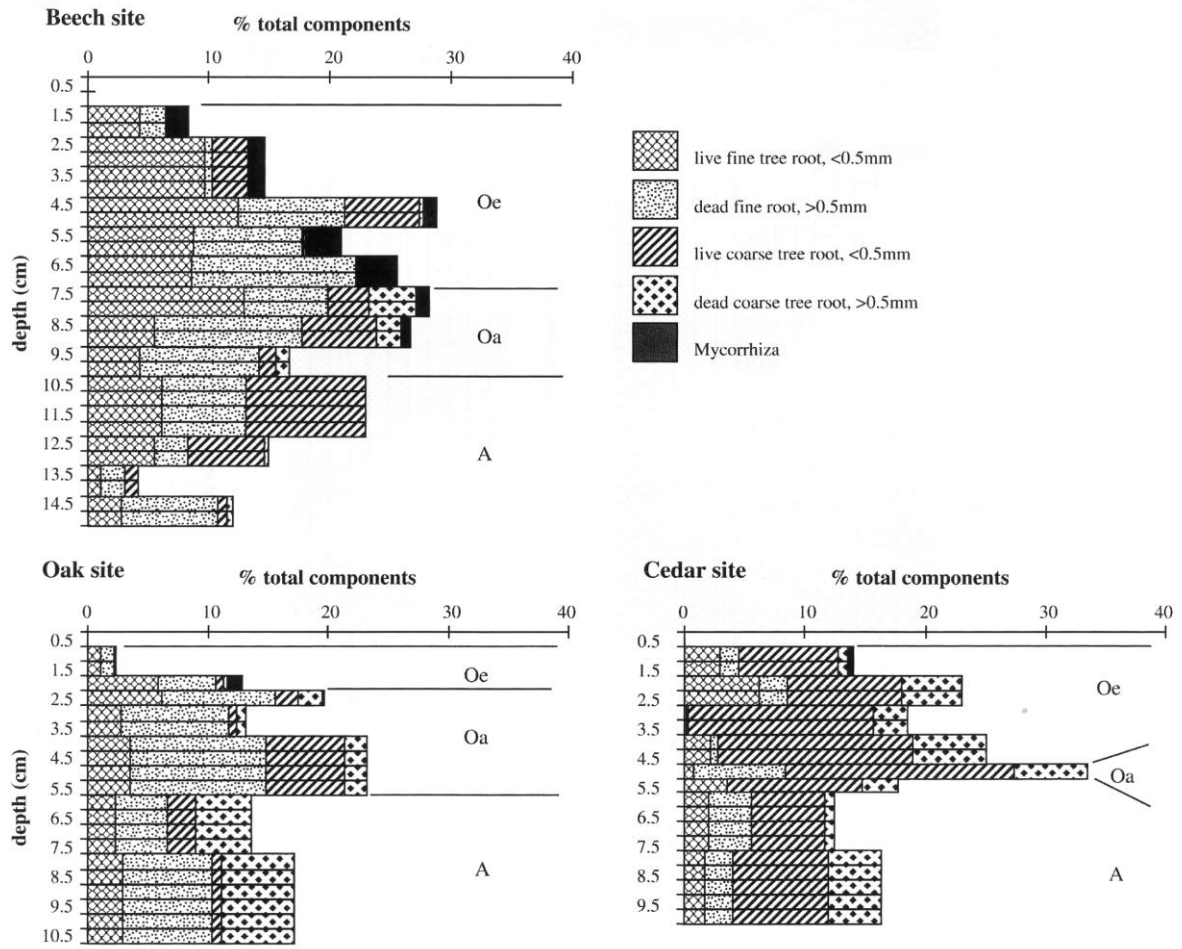 Beech site
% total components
0 10 20 30 40
0.5
1.5
2.5
3.5
4.5
5.5
6.5
7.5
8.5
9.5
10.5
11.5
12.5
13.5
14.5
depth (cm)
Oe
Oa
A
live fine tree root, <0.5mm
dead fine root, >0.5mm
live coarse tree root, <0.5mm
dead coarse tree root, >0.5mm
Mycorrhiza
Oak site
% total components
0 10 20 30 40
0.5
1.5
2.5
3.5
4.5
5.5
6.5
7.5
8.5
9.5
10.5
depth (cm)
Oe
Oa
A
Cedar site
% total components
0 10 20 30 40
0.5
1.5
2.5
3.5
4.5
5.5
6.5
7.5
8.5
9.5
depth (cm)
Oe
Oa
A